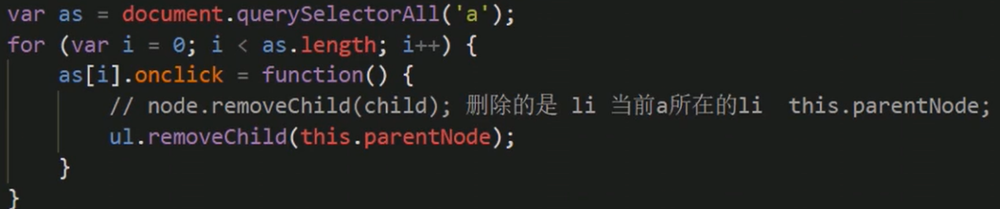 var as = document.querySelectorAll('a');
for (var i = 0; i < as.length; i++) {
as[i].onclick = function() {
// node.removeChild(child); 删除的是 li 当前a所在的li  this.parentNode;
ul.removeChild(this.parentNode);
}
}